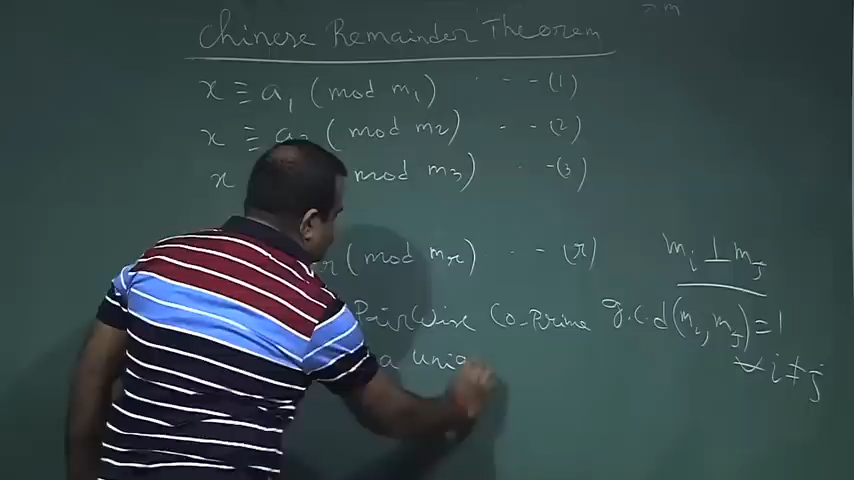 = m
Chinese Remainder Theorem
x ≡ a₁ (mod m₁) - - - (1)
x ≡ a₂ (mod m₂) - - (2)
x mod m₃) - - (3)
r (mod mᵣ) - - - (r)
mᵢ ⊥ mⱼ
PairWise Co-Prime g.c.d(mᵢ, mⱼ) = 1
∀ i ≠ j
a uniq